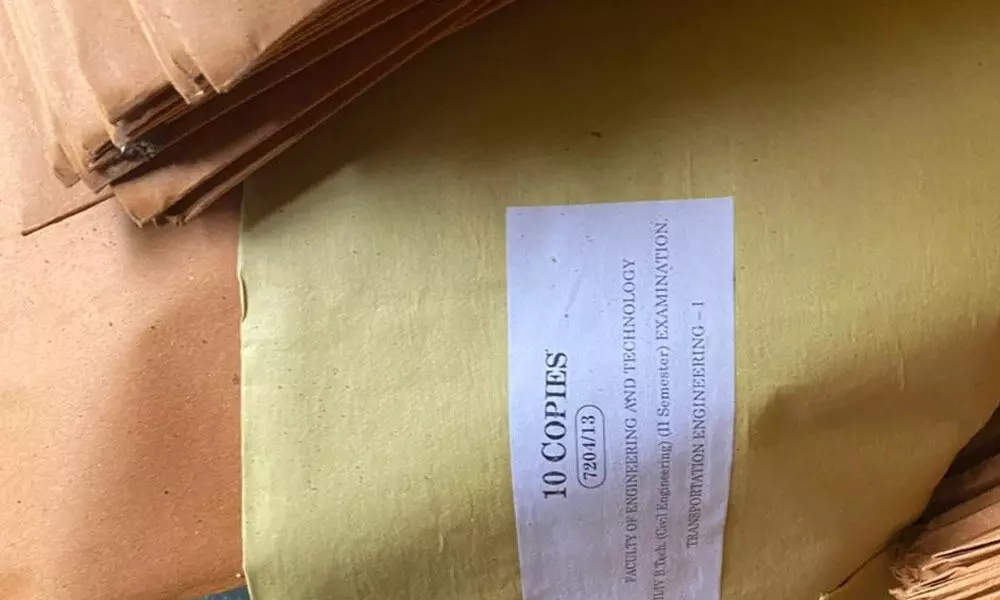 10 COPIES
7204/13
FACULTY OF ENGINEERING AND TECHNOLOGY
B.Tech. (Civil Engineering) (II Semester) EXAMINATION.
TRANSPORTATION ENGINEERING – I